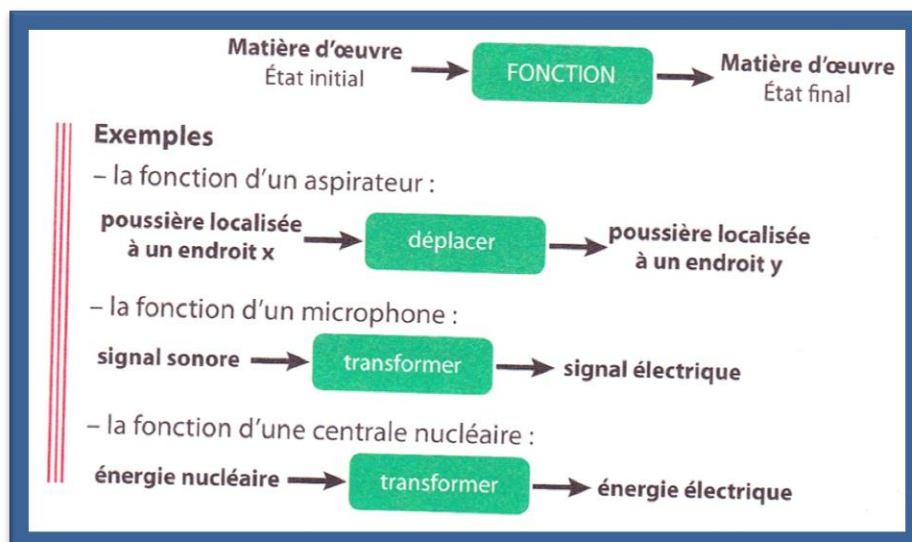 Matière d'œuvre
État initial
FONCTION
Matière d'œuvre
État final
Exemples
– la fonction d'un aspirateur :
poussière localisée
à un endroit x
déplacer
poussière localisée
à un endroit y
– la fonction d'un microphone :
signal sonore
transformer
signal électrique
– la fonction d'une centrale nucléaire :
énergie nucléaire
transformer
énergie électrique